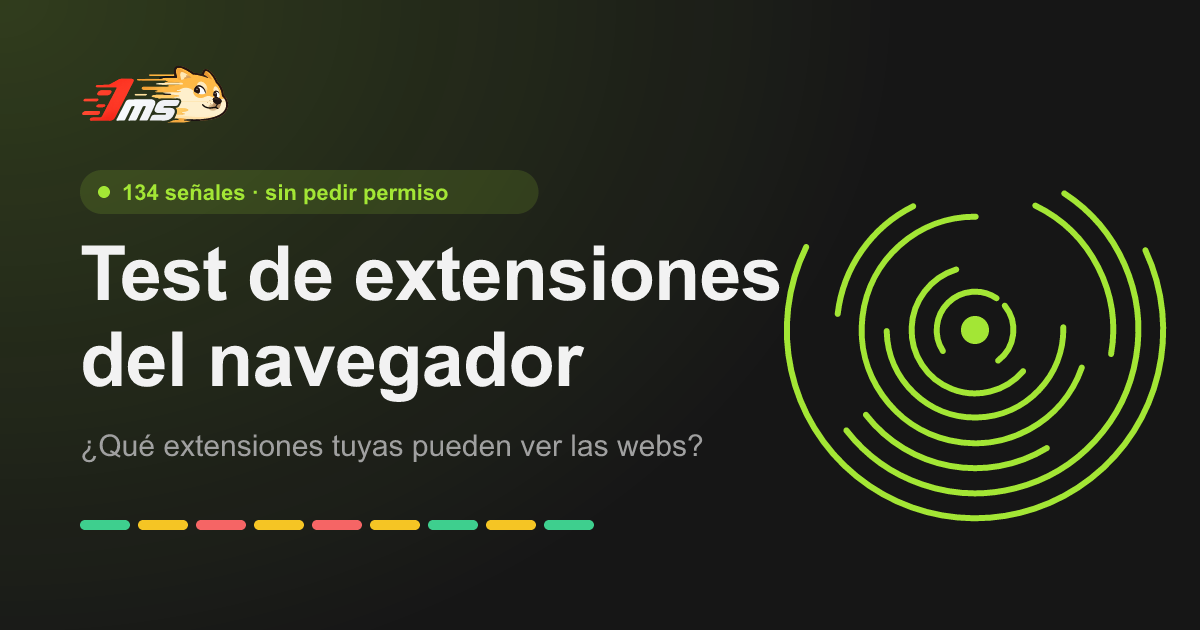 1ms
134 señales · sin pedir permiso
Test de extensiones
del navegador
¿Qué extensiones tuyas pueden ver las webs?